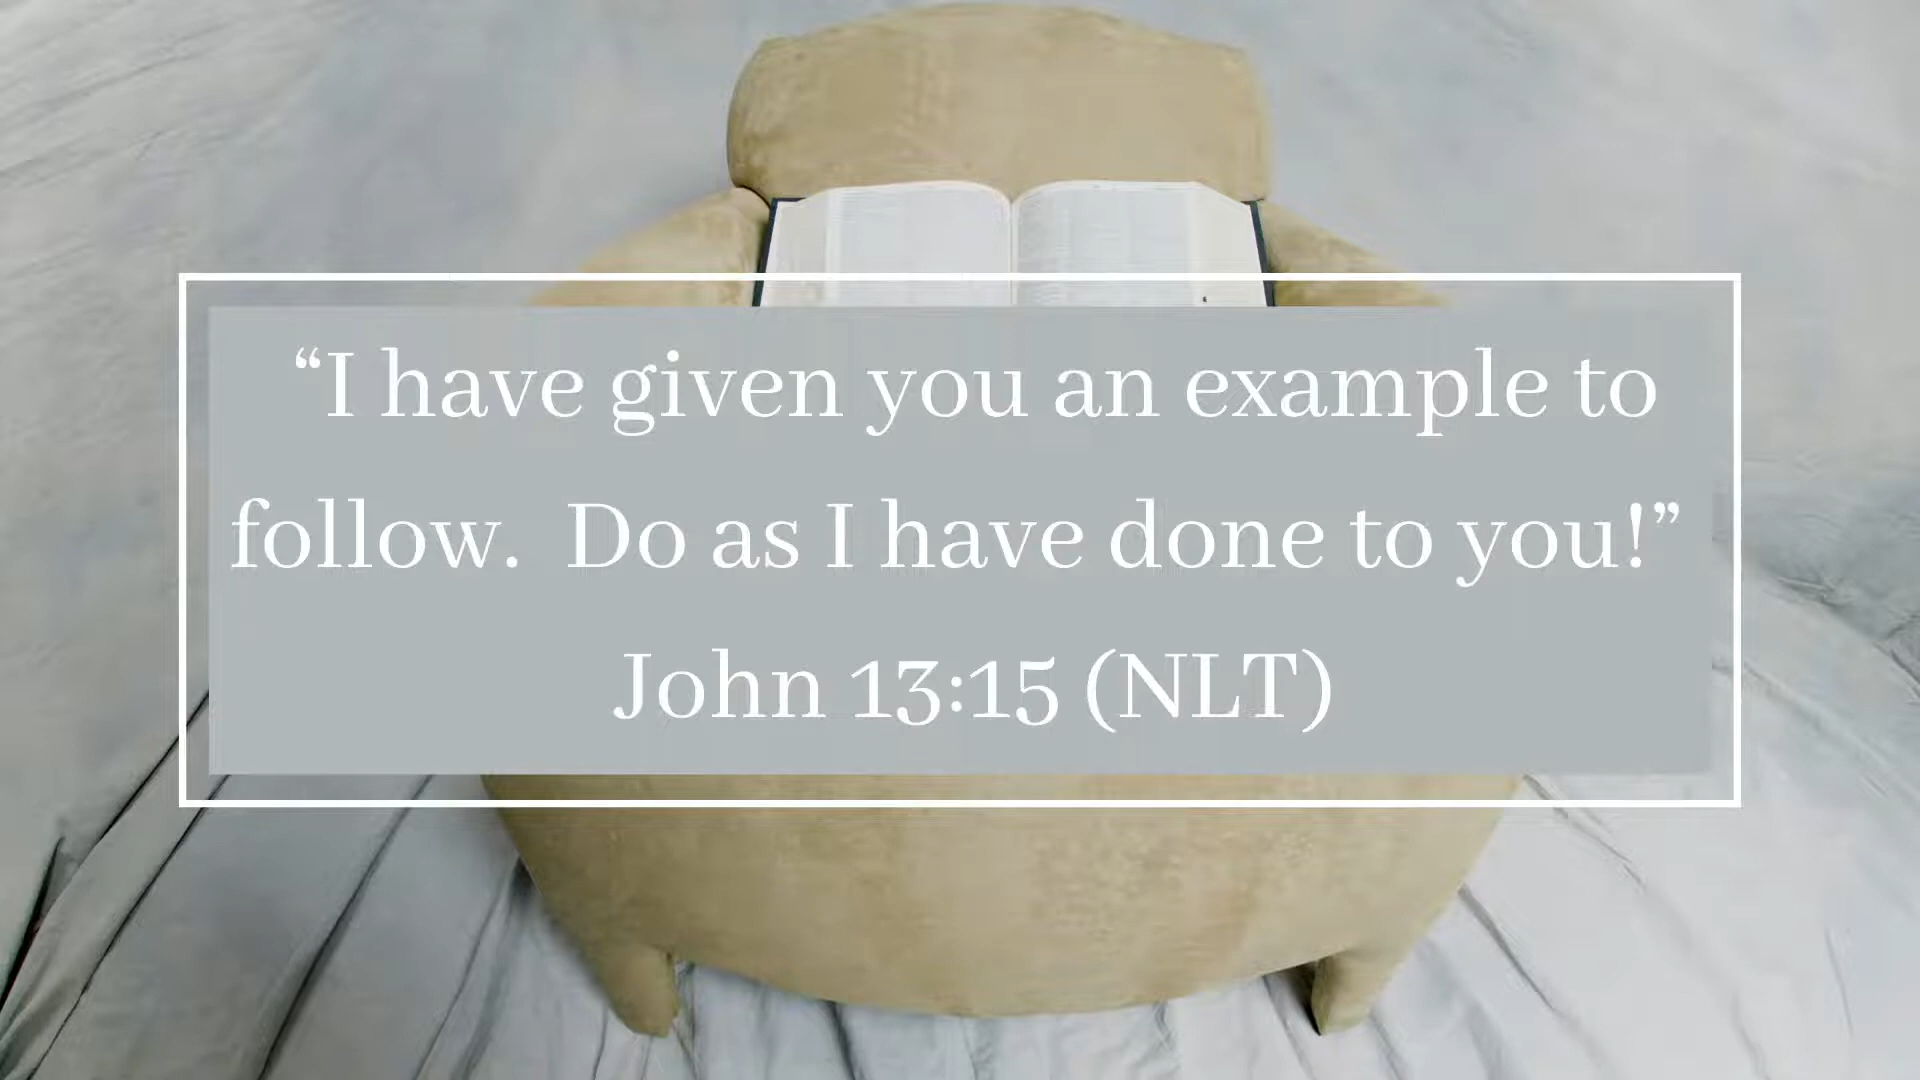 “I have given you an example to
follow.  Do as I have done to you!”
John 13:15 (NLT)